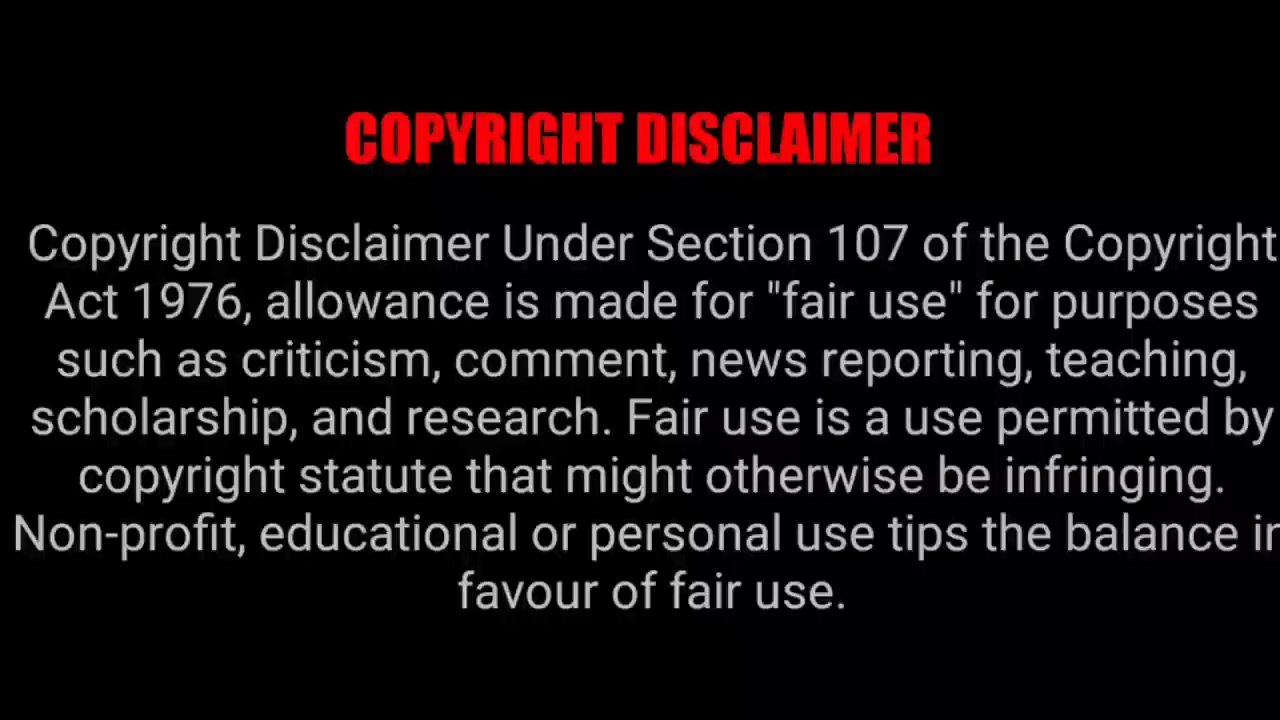 COPYRIGHT DISCLAIMER
Copyright Disclaimer Under Section 107 of the Copyright
Act 1976, allowance is made for "fair use" for purposes
such as criticism, comment, news reporting, teaching,
scholarship, and research. Fair use is a use permitted by
copyright statute that might otherwise be infringing.
Non-profit, educational or personal use tips the balance in
favour of fair use.